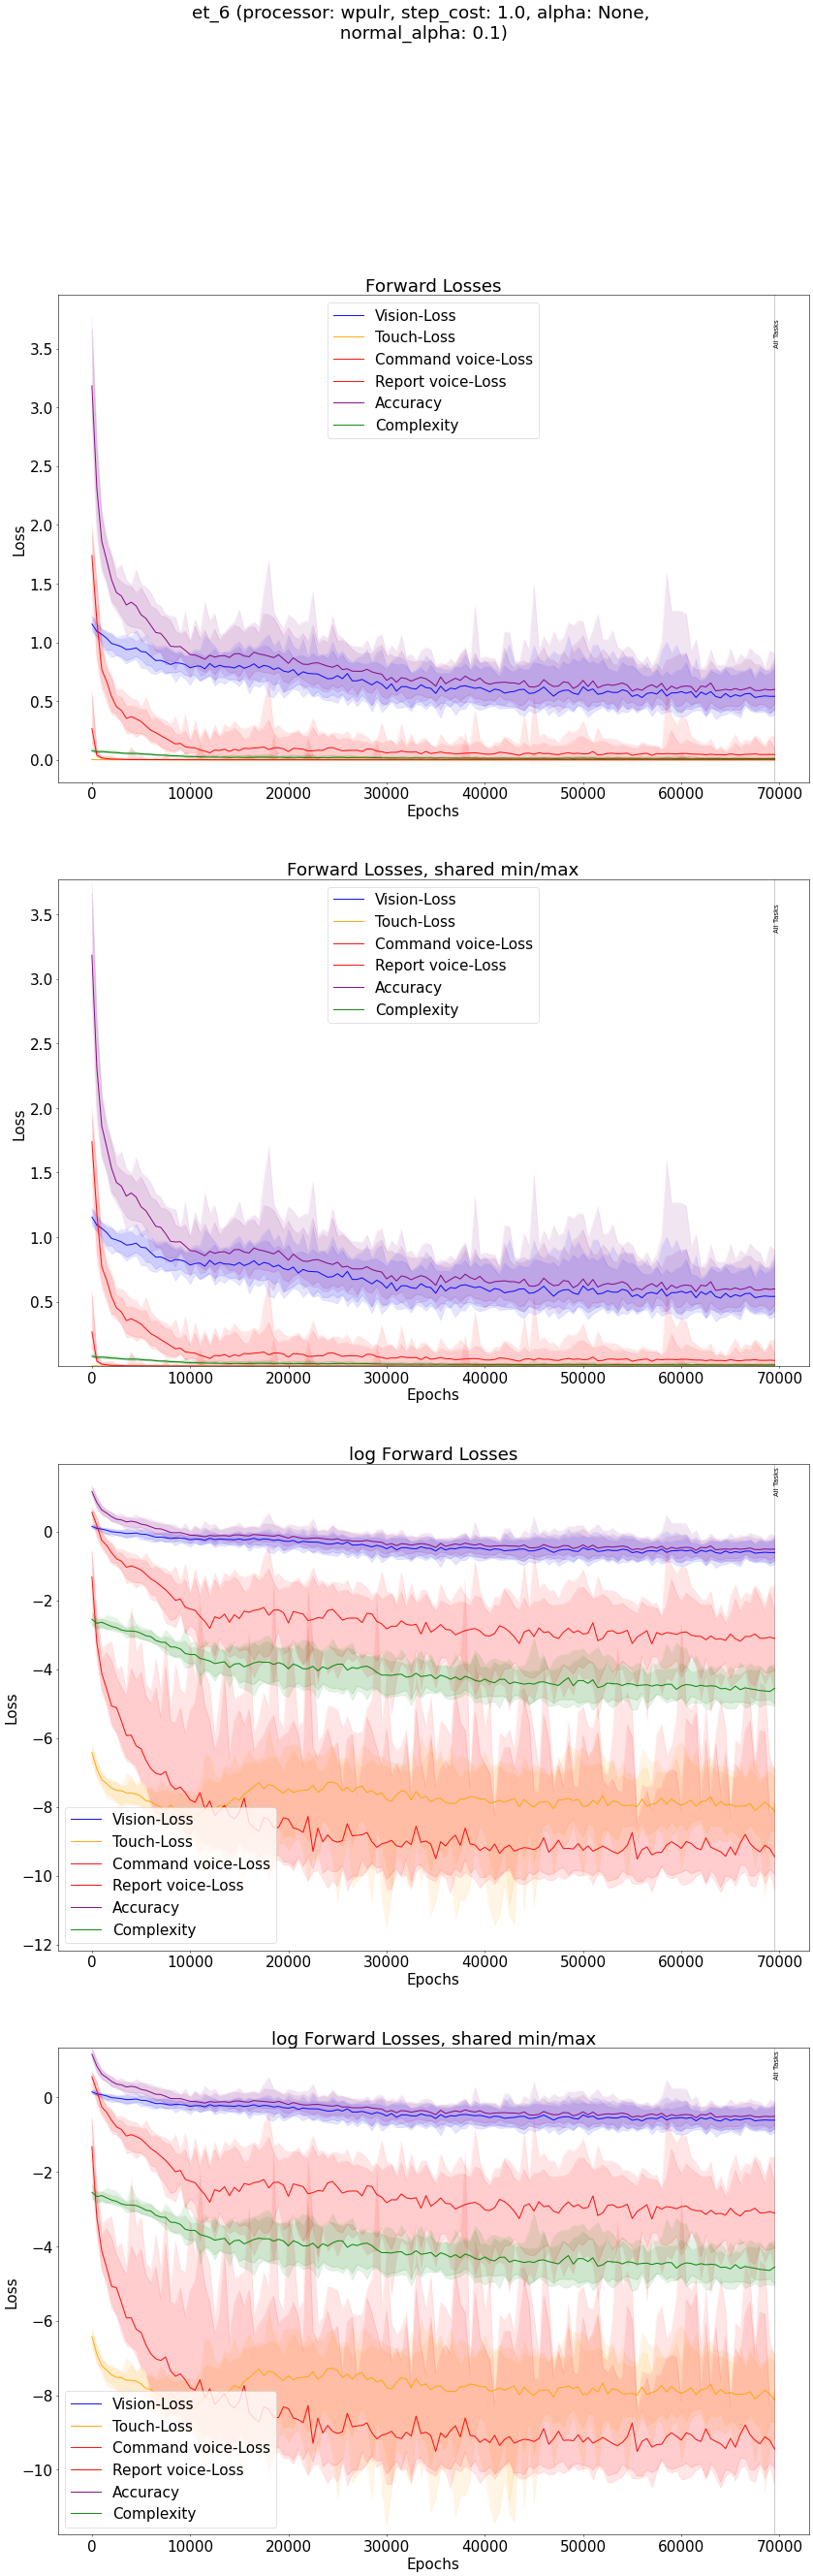 et_6 (processor: wpulr, step_cost: 1.0, alpha: None,
normal_alpha: 0.1)
Forward Losses
Vision-Loss
Touch-Loss
Command voice-Loss
Report voice-Loss
Accuracy
Complexity
All Tasks
3.5
3.0
2.5
2.0
1.5
1.0
0.5
0.0
Loss
0 10000 20000 30000 40000 50000 60000 70000
Epochs
Forward Losses, shared min/max
Vision-Loss
Touch-Loss
Command voice-Loss
Report voice-Loss
Accuracy
Complexity
All Tasks
3.5
3.0
2.5
2.0
1.5
1.0
0.5
Loss
0 10000 20000 30000 40000 50000 60000 70000
Epochs
log Forward Losses
All Tasks
0
−2
−4
−6
−8
−10
−12
Loss
Vision-Loss
Touch-Loss
Command voice-Loss
Report voice-Loss
Accuracy
Complexity
0 10000 20000 30000 40000 50000 60000 70000
Epochs
log Forward Losses, shared min/max
All Tasks
0
−2
−4
−6
−8
−10
Loss
Vision-Loss
Touch-Loss
Command voice-Loss
Report voice-Loss
Accuracy
Complexity
0 10000 20000 30000 40000 50000 60000 70000
Epochs